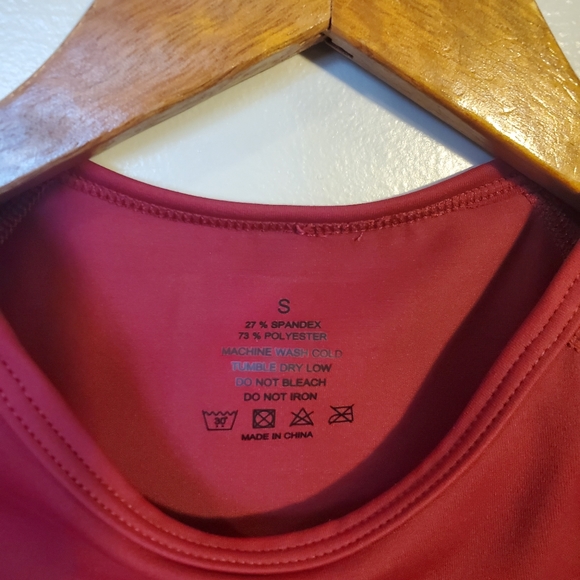 S
27 % SPANDEX
73 % POLYESTER
MACHINE WASH COLD
TUMBLE DRY LOW
DO NOT BLEACH
DO NOT IRON
30°
MADE IN CHINA